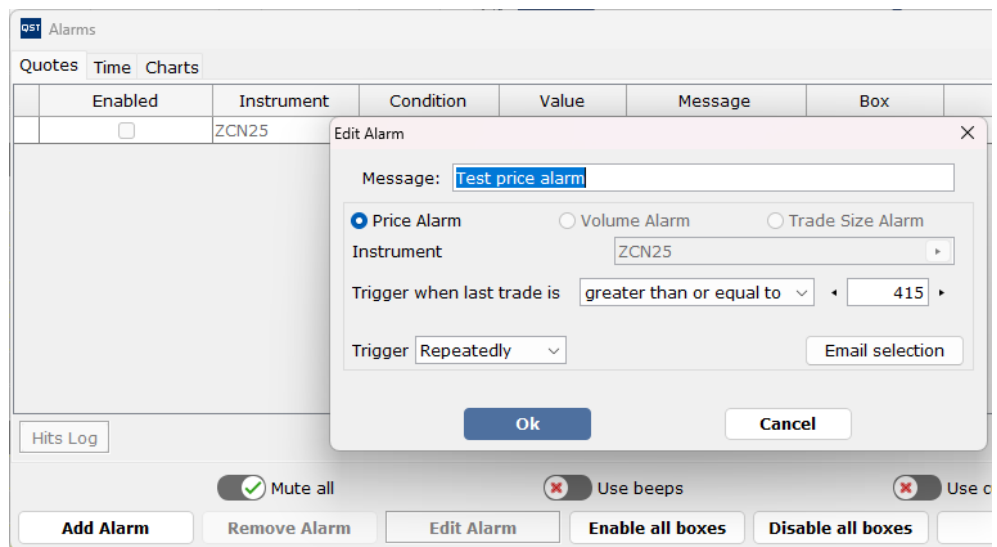 QST Alarms
Quotes Time Charts
Enabled Instrument Condition Value Message Box
ZCN25
Edit Alarm
Message: Test price alarm
Price Alarm Volume Alarm Trade Size Alarm
Instrument ZCN25
Trigger when last trade is greater than or equal to 415
Trigger Repeatedly Email selection
Ok Cancel
Hits Log
Mute all Use beeps Use c
Add Alarm Remove Alarm Edit Alarm Enable all boxes Disable all boxes